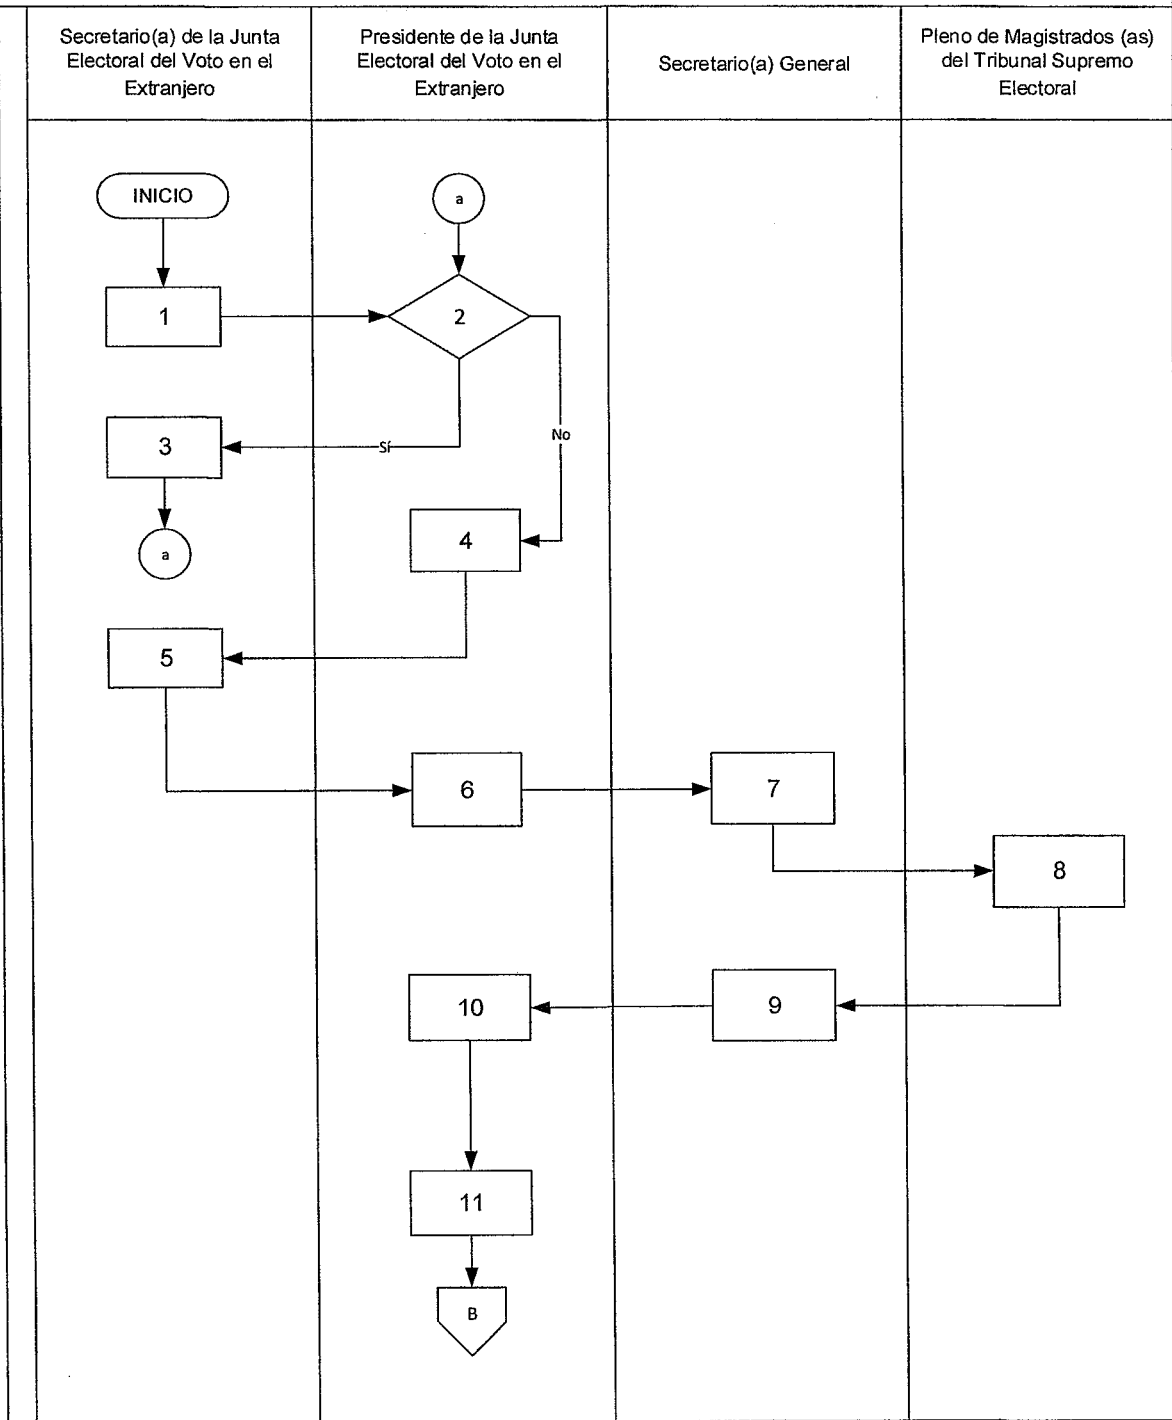 Secretario(a) de la Junta
Electoral del Voto en el
Extranjero
Presidente de la Junta
Electoral del Voto en el
Extranjero
Secretario(a) General
Pleno de Magistrados (as)
del Tribunal Supremo
Electoral
INICIO
a
1
2
3
Sí
No
4
a
5
6
7
8
10
9
11
B